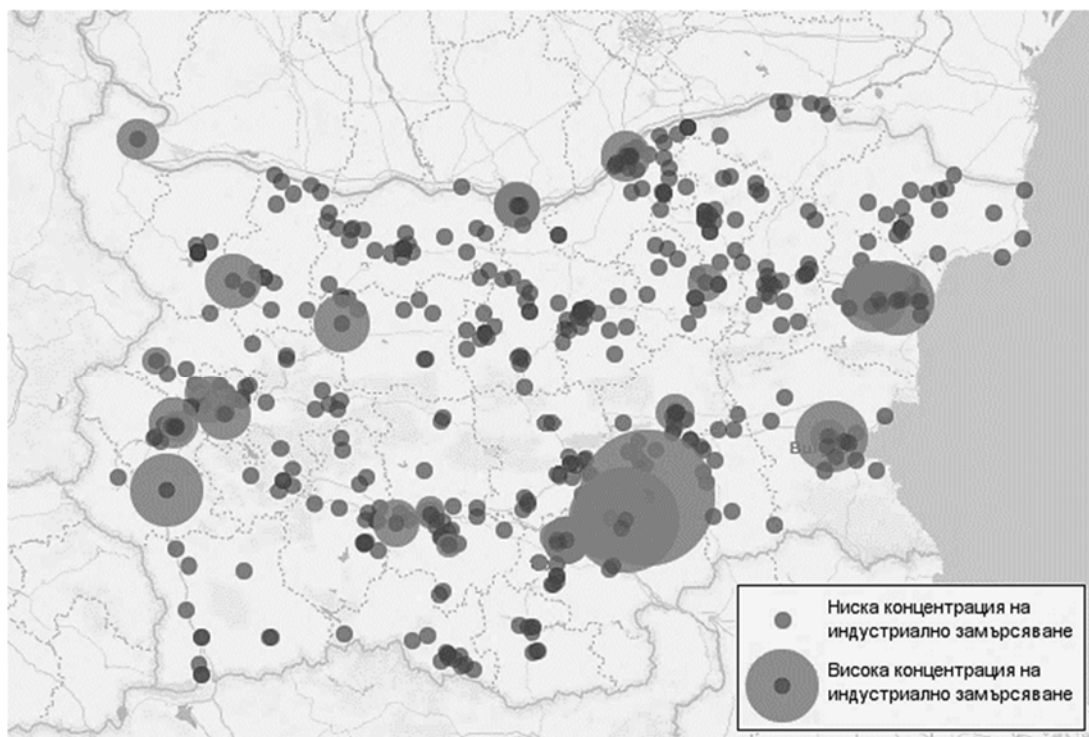 Ниска концентрация на
индустриално замърсяване
Висока концентрация на
индустриално замърсяване